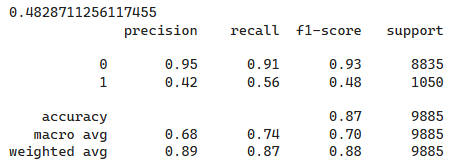 0.4828711256117455
precision recall f1-score support
0 0.95 0.91 0.93 8835
1 0.42 0.56 0.48 1050
accuracy 0.87 9885
macro avg 0.68 0.74 0.70 9885
weighted avg 0.89 0.87 0.88 9885